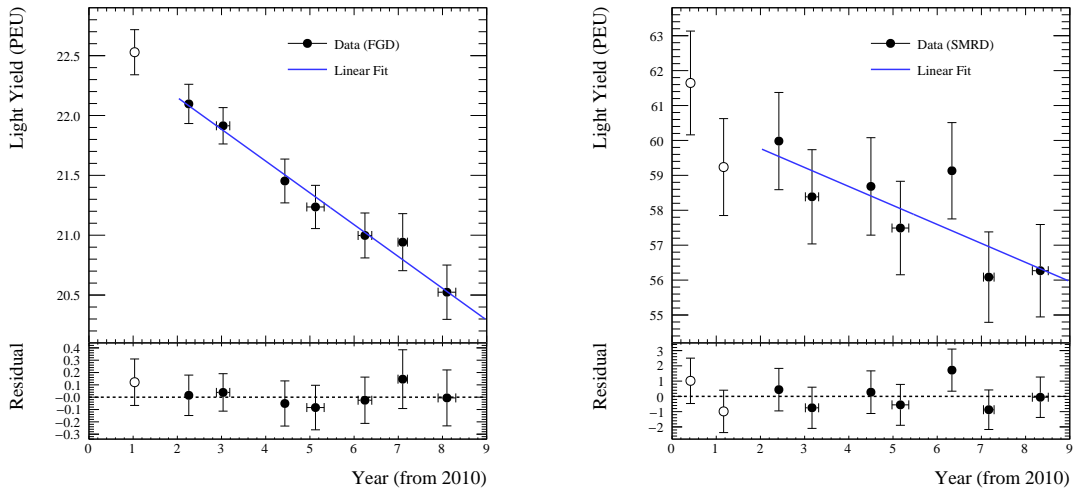 Light Yield (PEU)
22.5
22.0
21.5
21.0
20.5
Data (FGD)
Linear Fit
Residual
0.4
0.3
0.2
0.1
−0.0
−0.1
−0.2
−0.3
0 1 2 3 4 5 6 7 8 9
Year (from 2010)
Light Yield (PEU)
63
62
61
60
59
58
57
56
55
Data (SMRD)
Linear Fit
Residual
3
2
1
0
−1
−2
0 1 2 3 4 5 6 7 8 9
Year (from 2010)